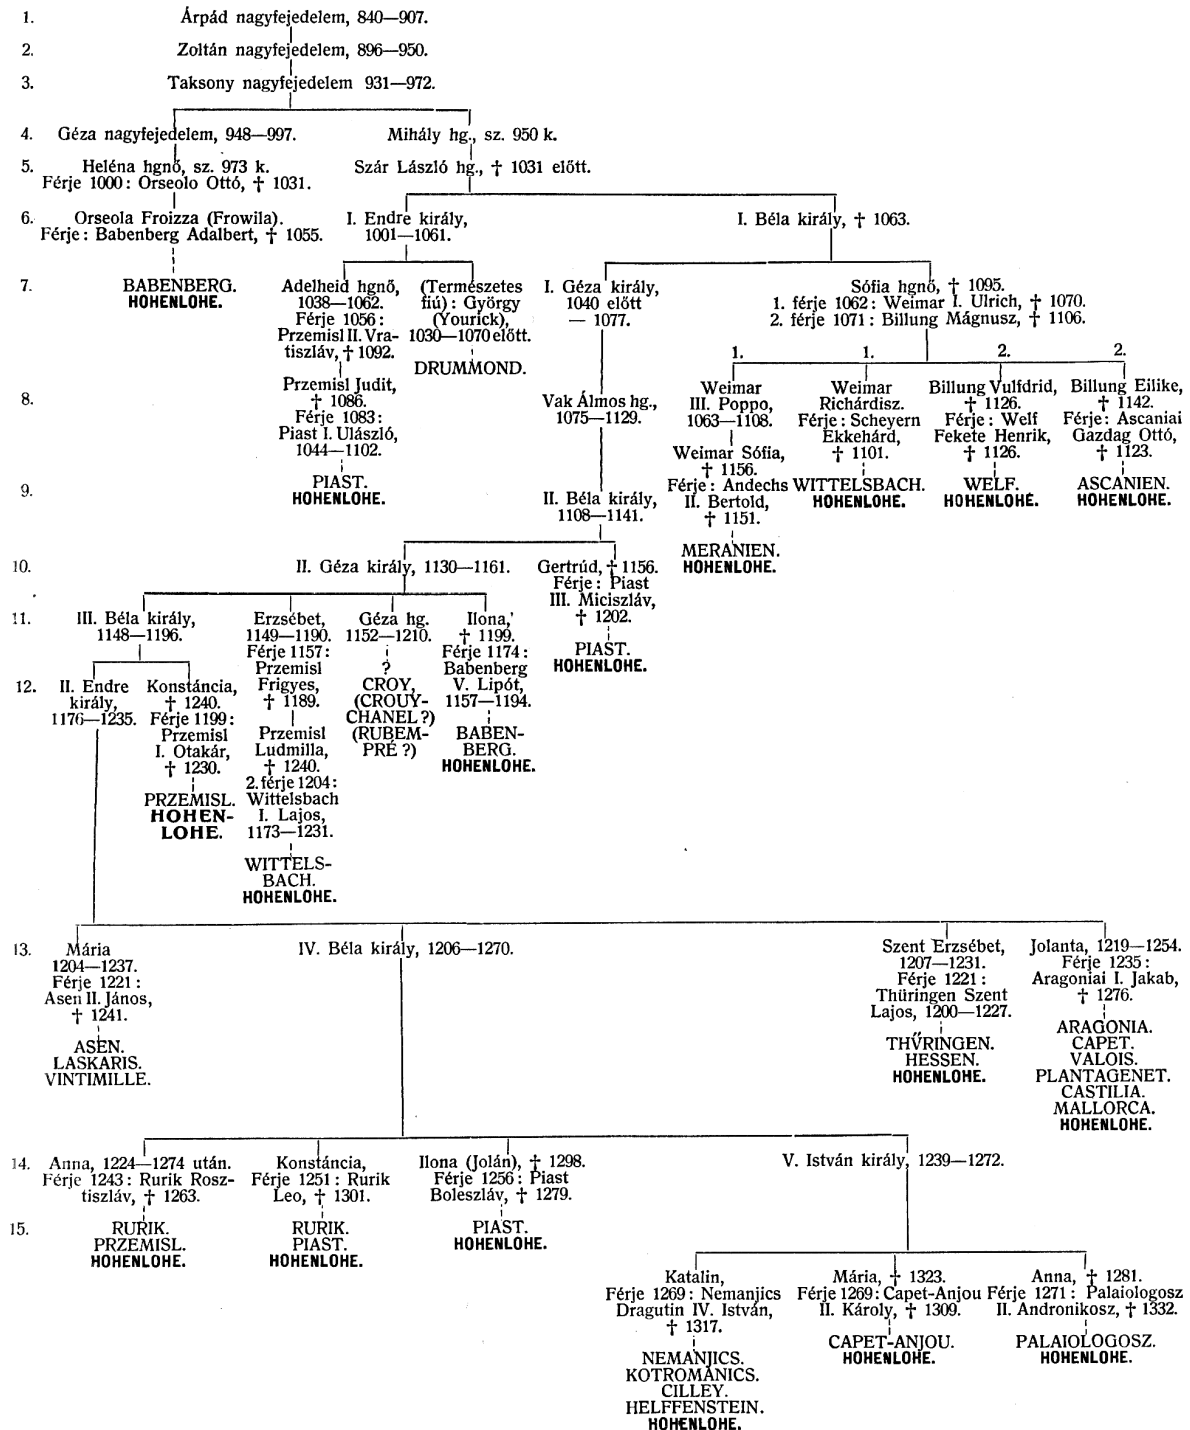 1. Árpád nagyfejedelem, 840—907.
2. Zoltán nagyfejedelem, 896—950.
3. Taksony nagyfejedelem 931—972.
4. Géza nagyfejedelem, 948—997.
Mihály hg., sz. 950 k.
5. Heléna hgnő, sz. 973 k.
Férje 1000: Orseolo Ottó, † 1031.
Szár László hg., † 1031 előtt.
6. Orseola Froizza (Frowila).
Férje: Babenberg Adalbert, † 1055.
I. Endre király,
1001—1061.
I. Béla király, † 1063.
7. BABENBERG.
HOHENLOHE.
Adelheid hgnő,
1038—1062.
Férje 1056:
Przemisl II. Vra-
tiszláv, † 1092.
(Természetes
fiú): György
(Yourick),
1030—1070 előtt.
DRUMMOND.
I. Géza király,
1040 előtt
— 1077.
Sófia hgnő, † 1095.
1. férje 1062: Weimar I. Ulrich, † 1070.
2. férje 1071: Billung Mágnusz, † 1106.
1. 1. 2. 2.
8. Przemisl Judit,
† 1086.
Férje 1083:
Piast I. Ulászló,
1044—1102.
PIAST.
HOHENLOHE.
Vak Álmos hg.,
1075—1129.
Weimar
III. Poppo,
1063—1108.
Weimar Sófia,
† 1156.
Férje: Andechs
II. Bertold,
† 1151.
MERANIEN.
HOHENLOHE.
Weimar
Richárdisz.
Férje: Scheyern
Ekkehárd,
† 1101.
WITTELSBACH.
HOHENLOHE.
Billung Vulfdrid,
† 1126.
Férje: Welf
Fekete Henrik,
† 1126.
WELF.
HOHENLOHE.
Billung Eilike,
† 1142.
Férje: Ascaniai
Gazdag Ottó,
† 1123.
ASCANIEN.
HOHENLOHE.
9. II. Béla király,
1108—1141.
10. II. Géza király, 1130—1161.
Gertrúd, † 1156.
Férje: Piast
III. Miciszláv,
† 1202.
PIAST.
HOHENLOHE.
11. III. Béla király,
1148—1196.
Erzsébet,
1149—1190.
Férje 1157:
Przemisl
Frigyes,
† 1189.
Przemisl
Ludmilla,
† 1240.
2. férje 1204:
Wittelsbach
I. Lajos,
1173—1231.
WITTELS-
BACH.
HOHENLOHE.
Géza hg.
1152—1210.
?
CROY,
(CROUY-
CHANEL?)
(RUBEM-
PRÉ?)
Ilona,
† 1199.
Férje 1174:
Babenberg
V. Lipót,
1157—1194.
BABEN-
BERG.
HOHENLOHE.
12. II. Endre
király,
1176—1235.
Konstáncia,
† 1240.
Férje 1199:
Przemisl
I. Otakár,
† 1230.
PRZEMISL.
HOHEN-
LOHE.
13. Mária
1204—1237.
Férje 1221:
Asen II. János,
† 1241.
ASEN.
LASKARIS.
VINTIMILLE.
IV. Béla király, 1206—1270.
Szent Erzsébet,
1207—1231.
Férje 1221:
Thüringen Szent
Lajos, 1200—1227.
THŰRINGEN.
HESSEN.
HOHENLOHE.
Jolanta, 1219—1254.
Férje 1235:
Aragoniai I. Jakab,
† 1276.
ARAGONIA.
CAPET.
VALOIS.
PLANTAGENET.
CASTILIA.
MALLORCA.
HOHENLOHE.
14. Anna, 1224—1274 után.
Férje 1243: Rurik Rosz-
tiszláv, † 1263.
Konstáncia,
Férje 1251: Rurik
Leo, † 1301.
Ilona (Jolán), † 1298.
Férje 1256: Piast
Boleszláv, † 1279.
V. István király, 1239—1272.
15. RURIK.
PRZEMISL.
HOHENLOHE.
RURIK.
PIAST.
HOHENLOHE.
PIAST.
HOHENLOHE.
Katalin,
Férje 1269: Nemanjics
Dragutin IV. István,
† 1317.
NEMANJICS.
KOTROMANICS.
CILLEY.
HELFFENSTEIN.
HOHENLOHE.
Mária, † 1323.
Férje 1269: Capet-Anjou
II. Károly, † 1309.
CAPET-ANJOU.
HOHENLOHE.
Anna, † 1281.
Férje 1271: Palaiologosz
II. Andronikosz, † 1332.
PALAIOLOGOSZ.
HOHENLOHE.